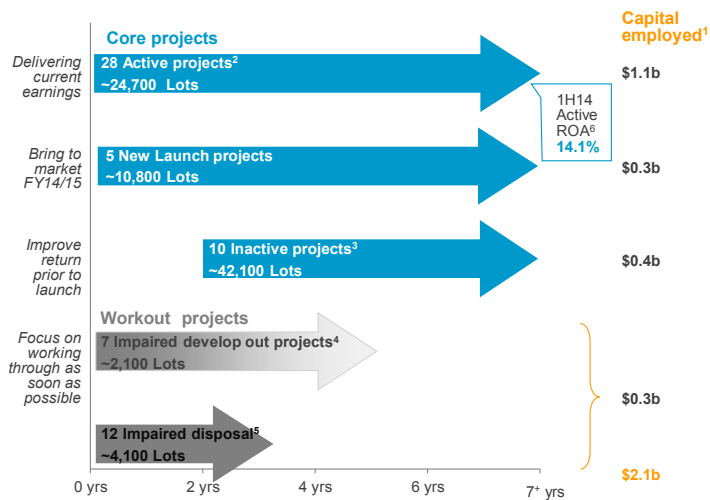 Core projects
Capital
employed1
Delivering
current
earnings
28 Active projects2
~24,700 Lots
$1.1b
1H14
Active
ROA6
14.1%
Bring to
market
FY14/15
5 New Launch projects
~10,800 Lots
$0.3b
Improve
return
prior to
launch
10 Inactive projects3
~42,100 Lots
$0.4b
Workout projects
Focus on
working
through as
soon as
possible
7 Impaired develop out projects4
~2,100 Lots
$0.3b
12 Impaired disposal5
~4,100 Lots
$2.1b
0 yrs
2 yrs
4 yrs
6 yrs
7+ yrs